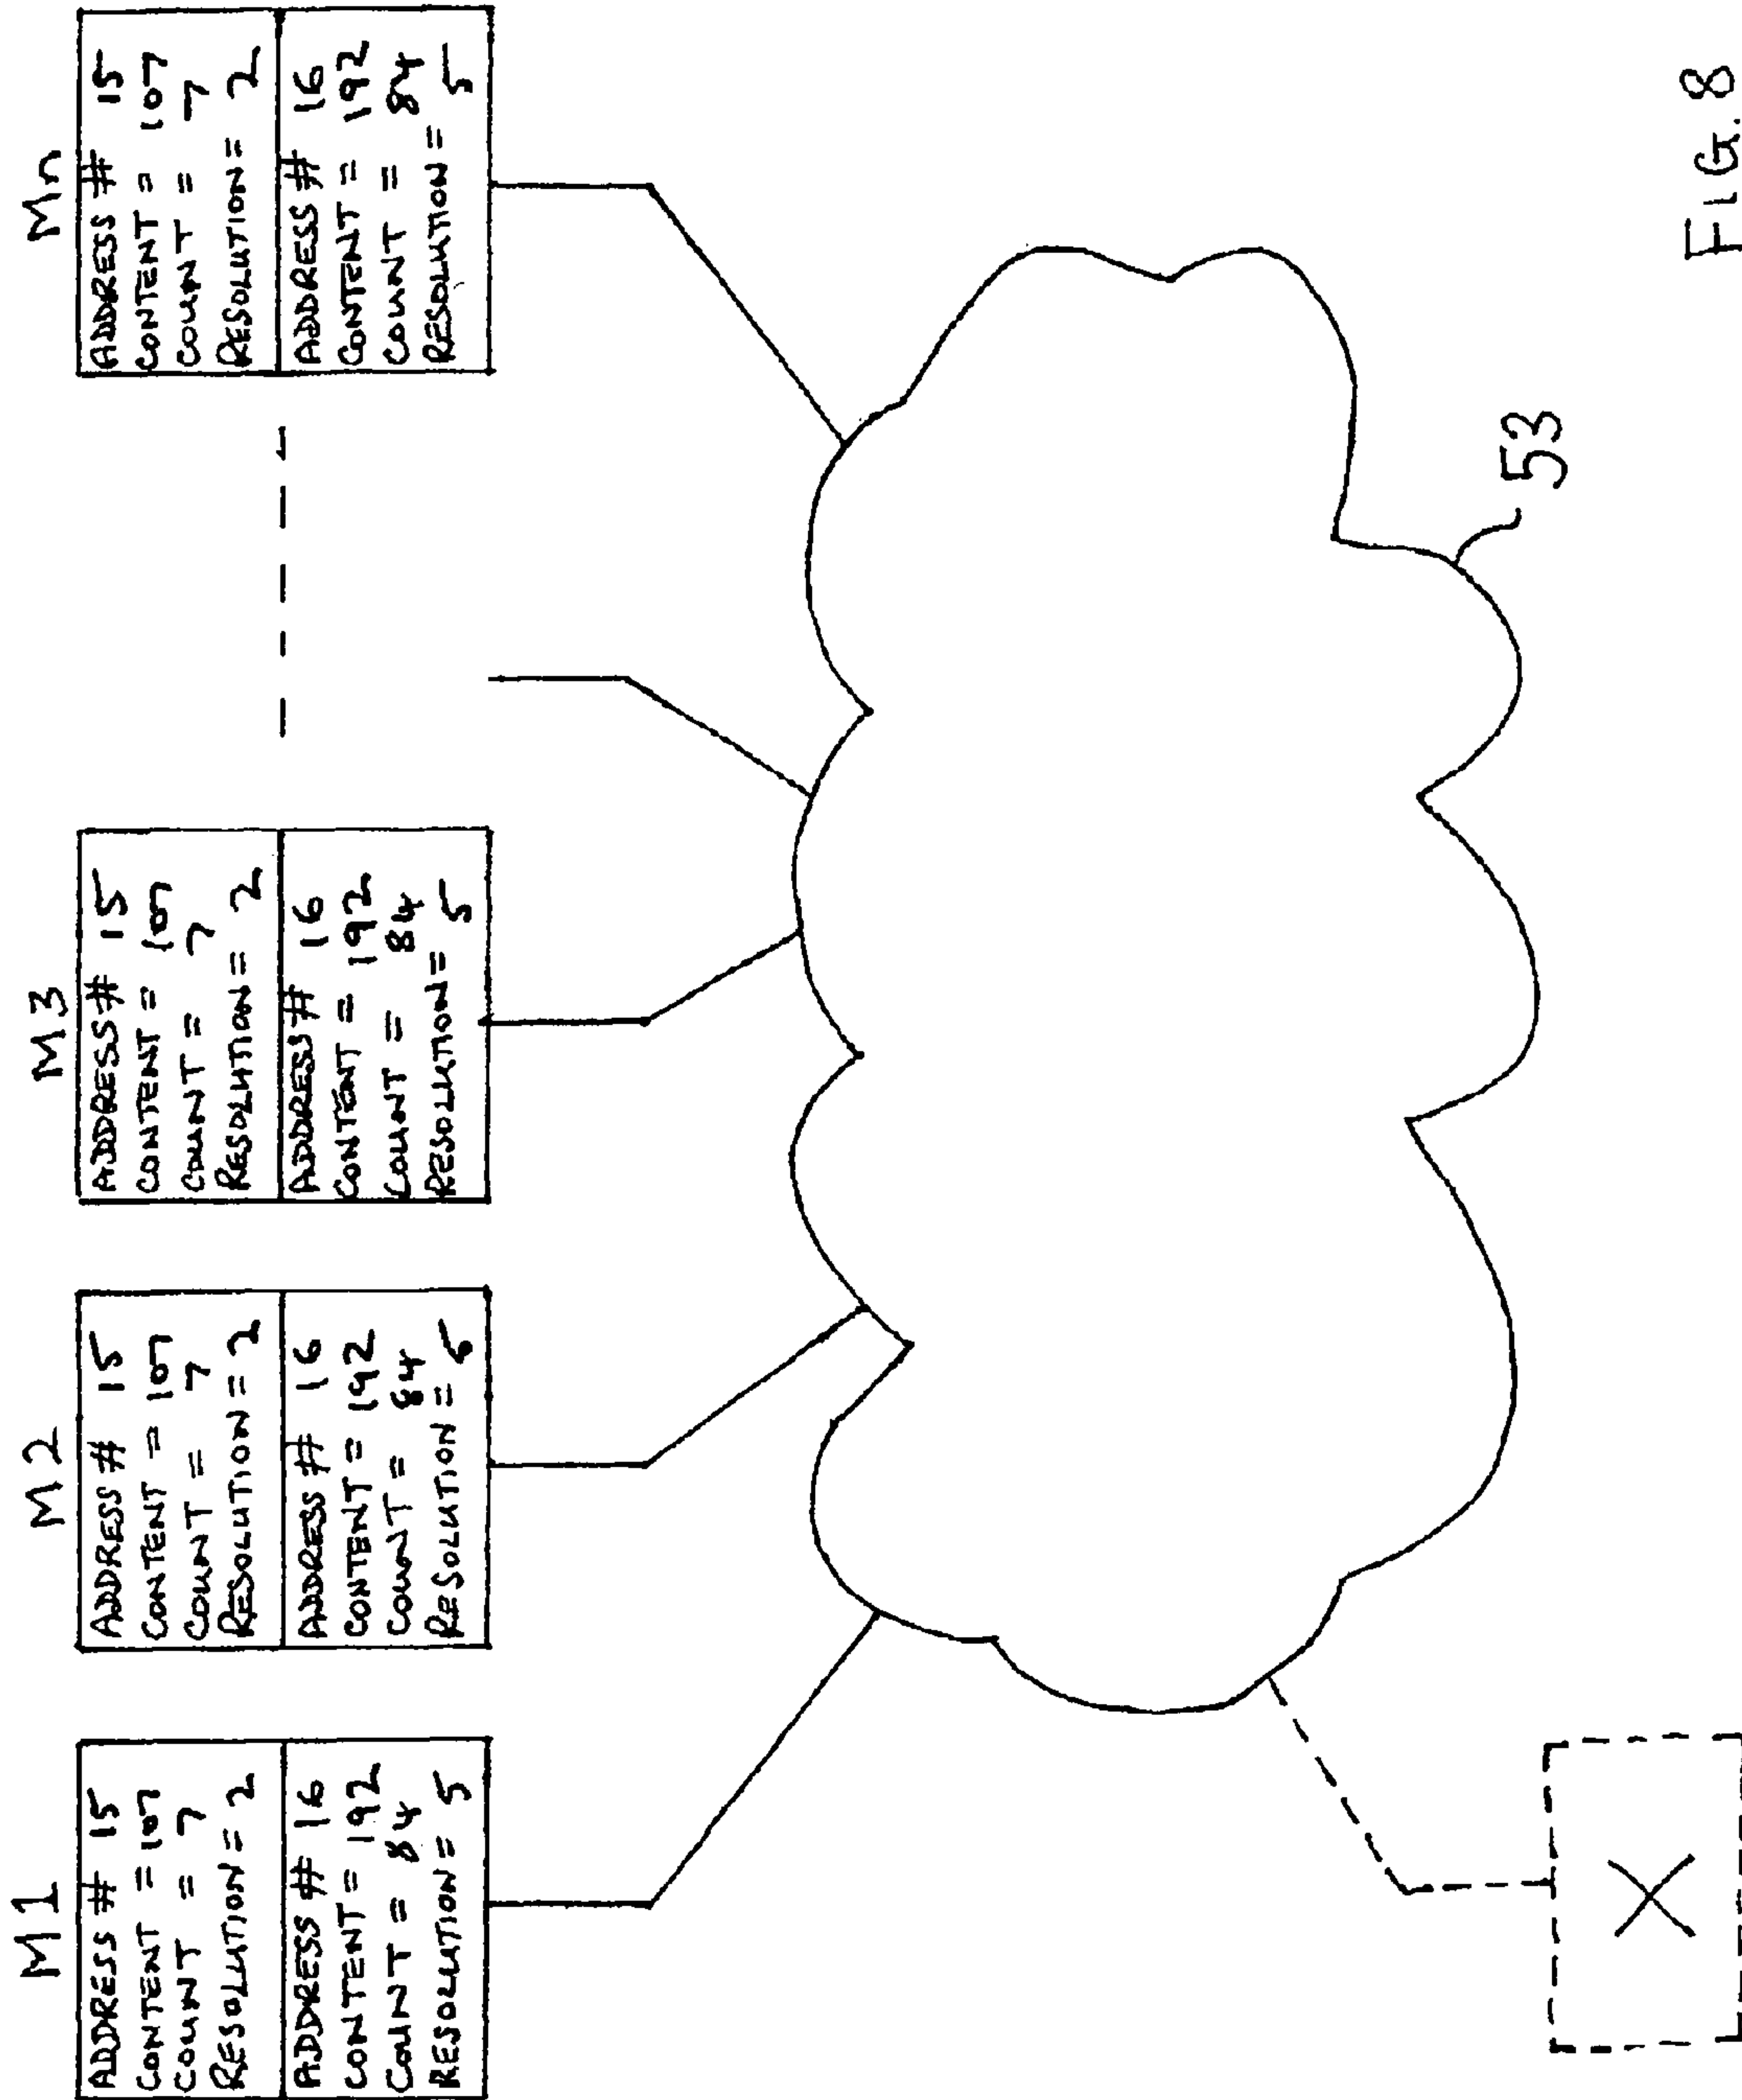 M1
ADDRESS # 15
CONTENT = 107
COUNT = 7
RESOLUTION = 2
ADDRESS # 16
CONTENT = 192
COUNT = 84
RESOLUTION = 5
M2
ADDRESS # 15
CONTENT = 107
COUNT = 7
RESOLUTION = 2
ADDRESS # 16
CONTENT = 192
COUNT = 84
RESOLUTION = 5
M3
ADDRESS # 15
CONTENT = 107
COUNT = 7
RESOLUTION = 2
ADDRESS # 16
CONTENT = 192
COUNT = 84
RESOLUTION = 5
Mn
ADDRESS # 15
CONTENT = 107
COUNT = 7
RESOLUTION = 2
ADDRESS # 16
CONTENT = 192
COUNT = 84
RESOLUTION = 5
53
X
FIG. 8